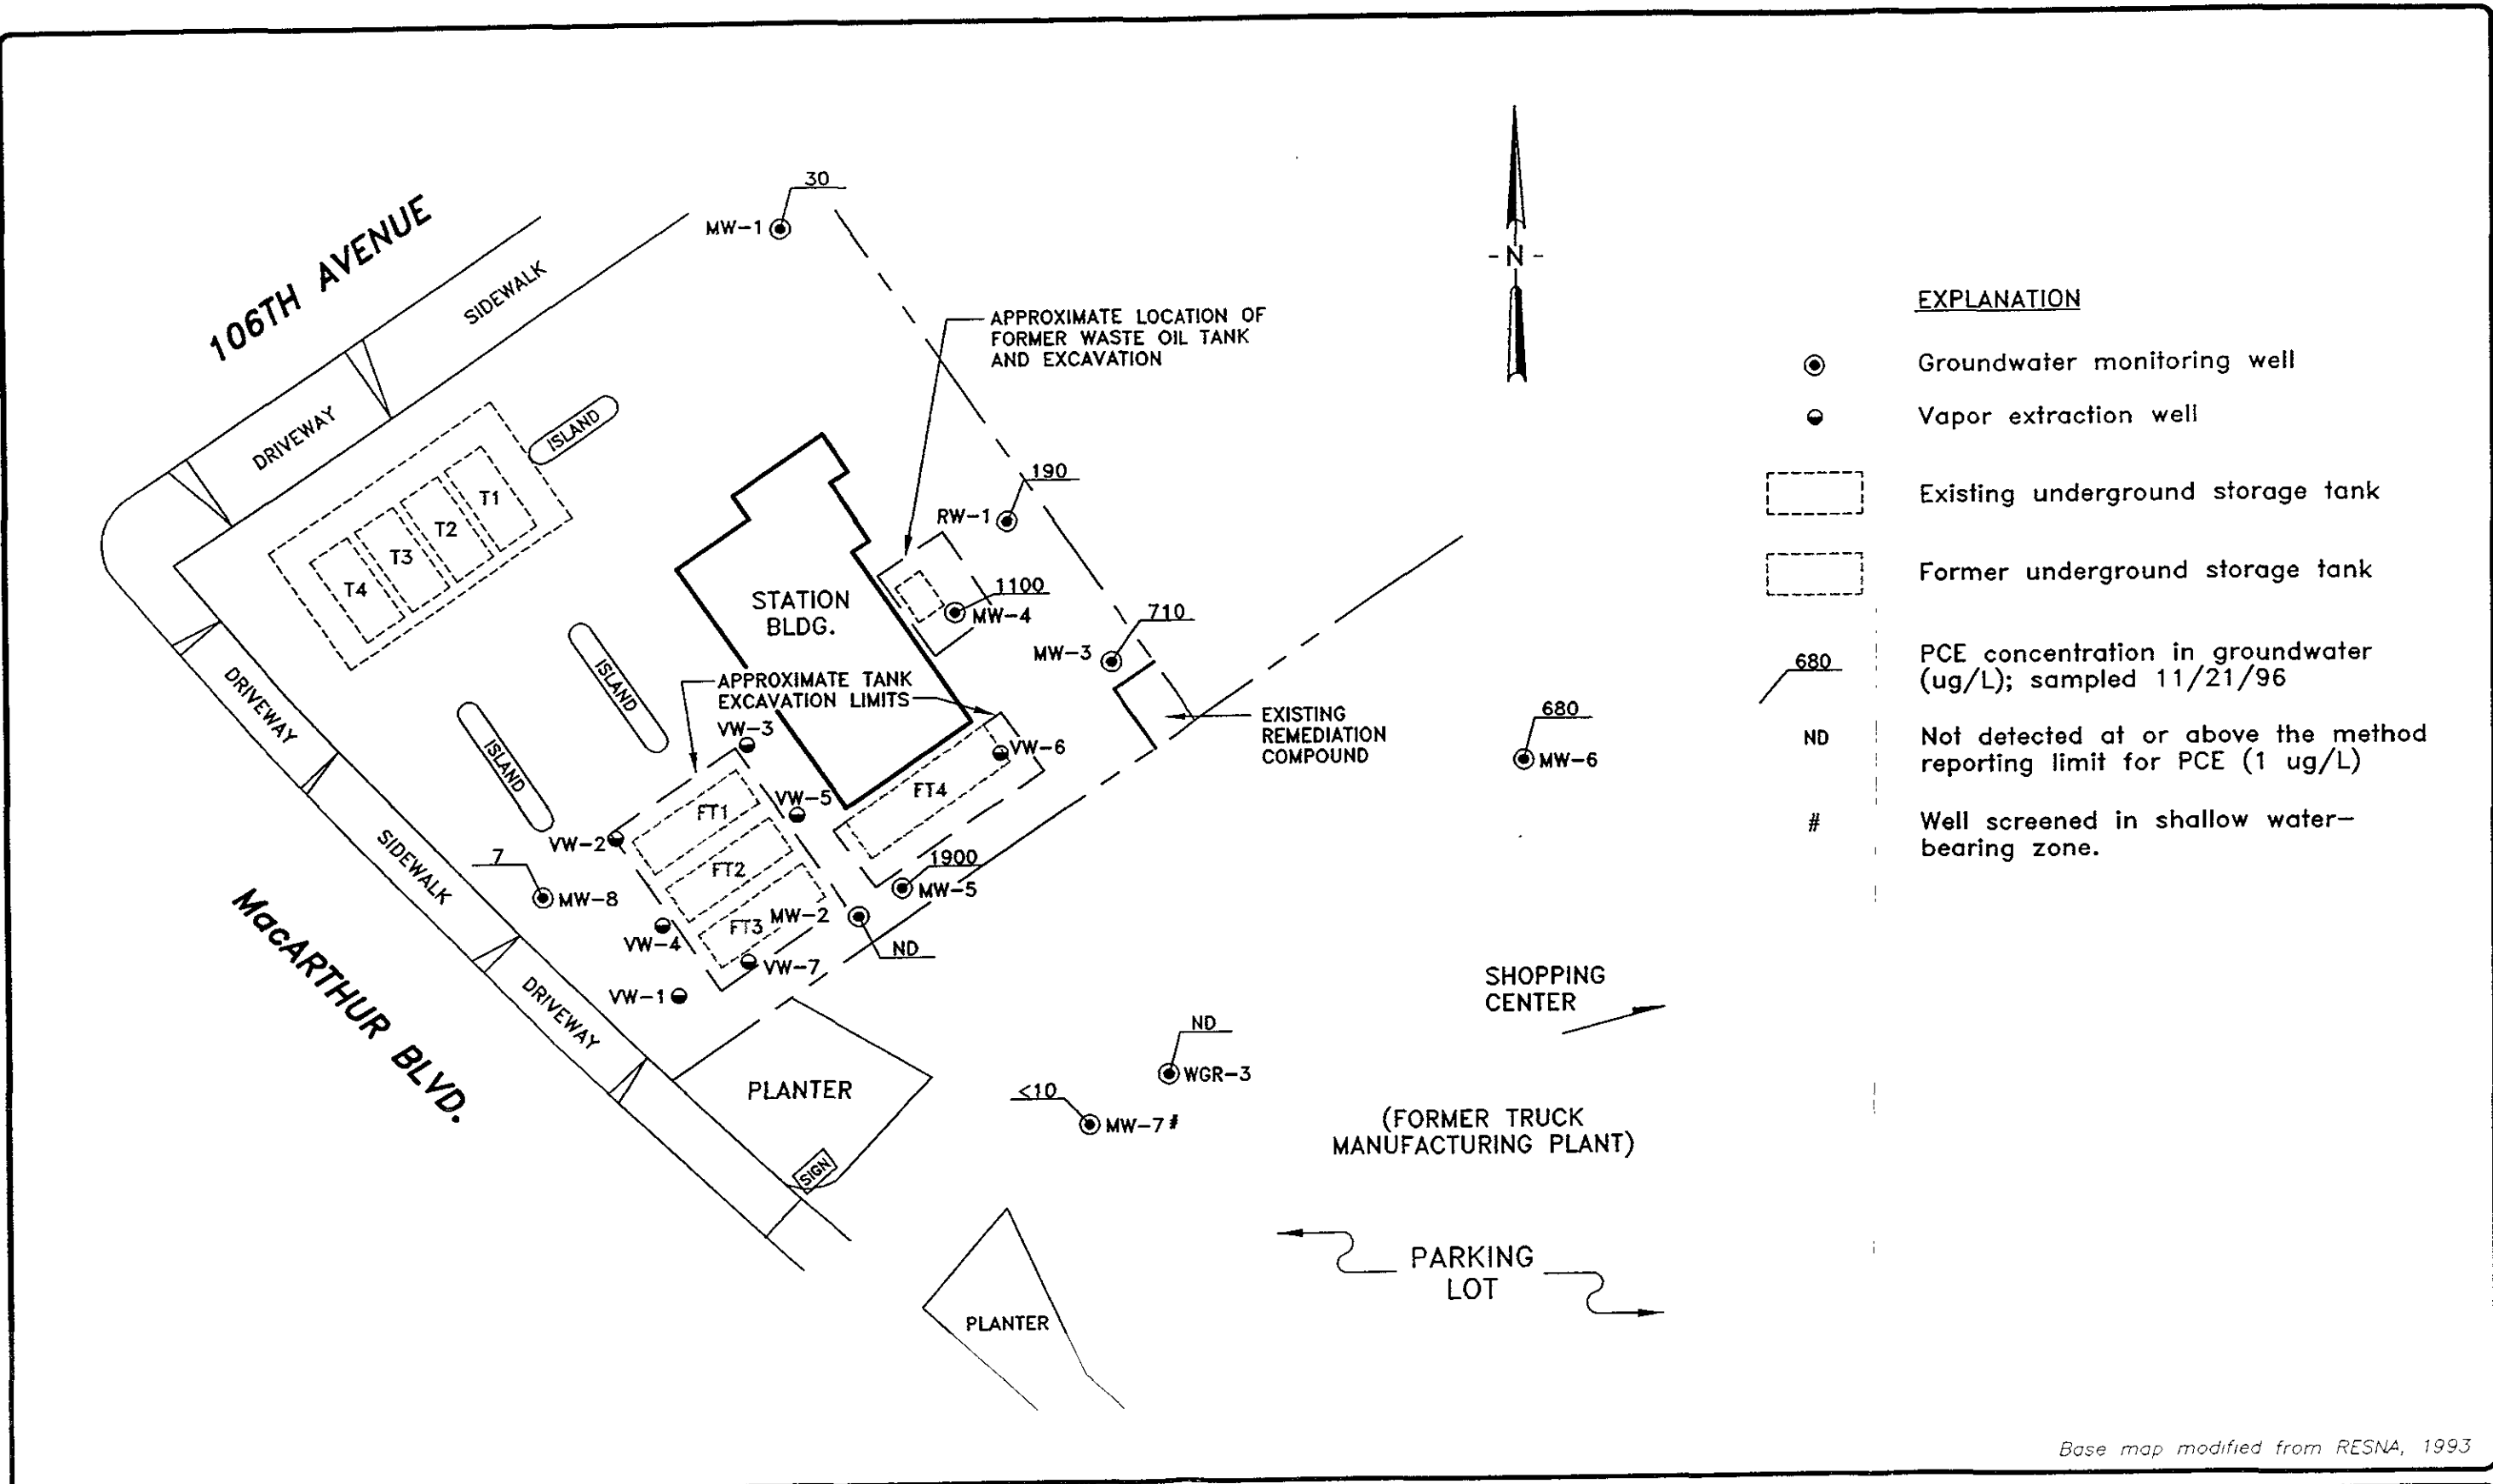 30
MW-1
106TH AVENUE
SIDEWALK
- N -
APPROXIMATE LOCATION OF
FORMER WASTE OIL TANK
AND EXCAVATION
DRIVEWAY
ISLAND
190
RW-1
T1
T2
T3
T4
STATION
BLDG.
1100
MW-4
710
MW-3
ISLAND
APPROXIMATE TANK
EXCAVATION LIMITS
DRIVEWAY
ISLAND
VW-3
VW-6
EXISTING
REMEDIATION
COMPOUND
680
MW-6
FT4
VW-5
FT1
VW-2
FT2
1900
MW-5
7
MW-8
SIDEWALK
MW-2
FT3
VW-4
ND
VW-7
VW-1
MacARTHUR BLVD.
DRIVEWAY
SHOPPING
CENTER
ND
WGR-3
PLANTER
<10
MW-7#
(FORMER TRUCK
MANUFACTURING PLANT)
SIGN
PARKING
LOT
PLANTER
EXPLANATION
Groundwater monitoring well
Vapor extraction well
Existing underground storage tank
Former underground storage tank
680
PCE concentration in groundwater
(ug/L); sampled 11/21/96
ND
Not detected at or above the method
reporting limit for PCE (1 ug/L)
#
Well screened in shallow water-
bearing zone.
Base map modified from RESNA, 1993